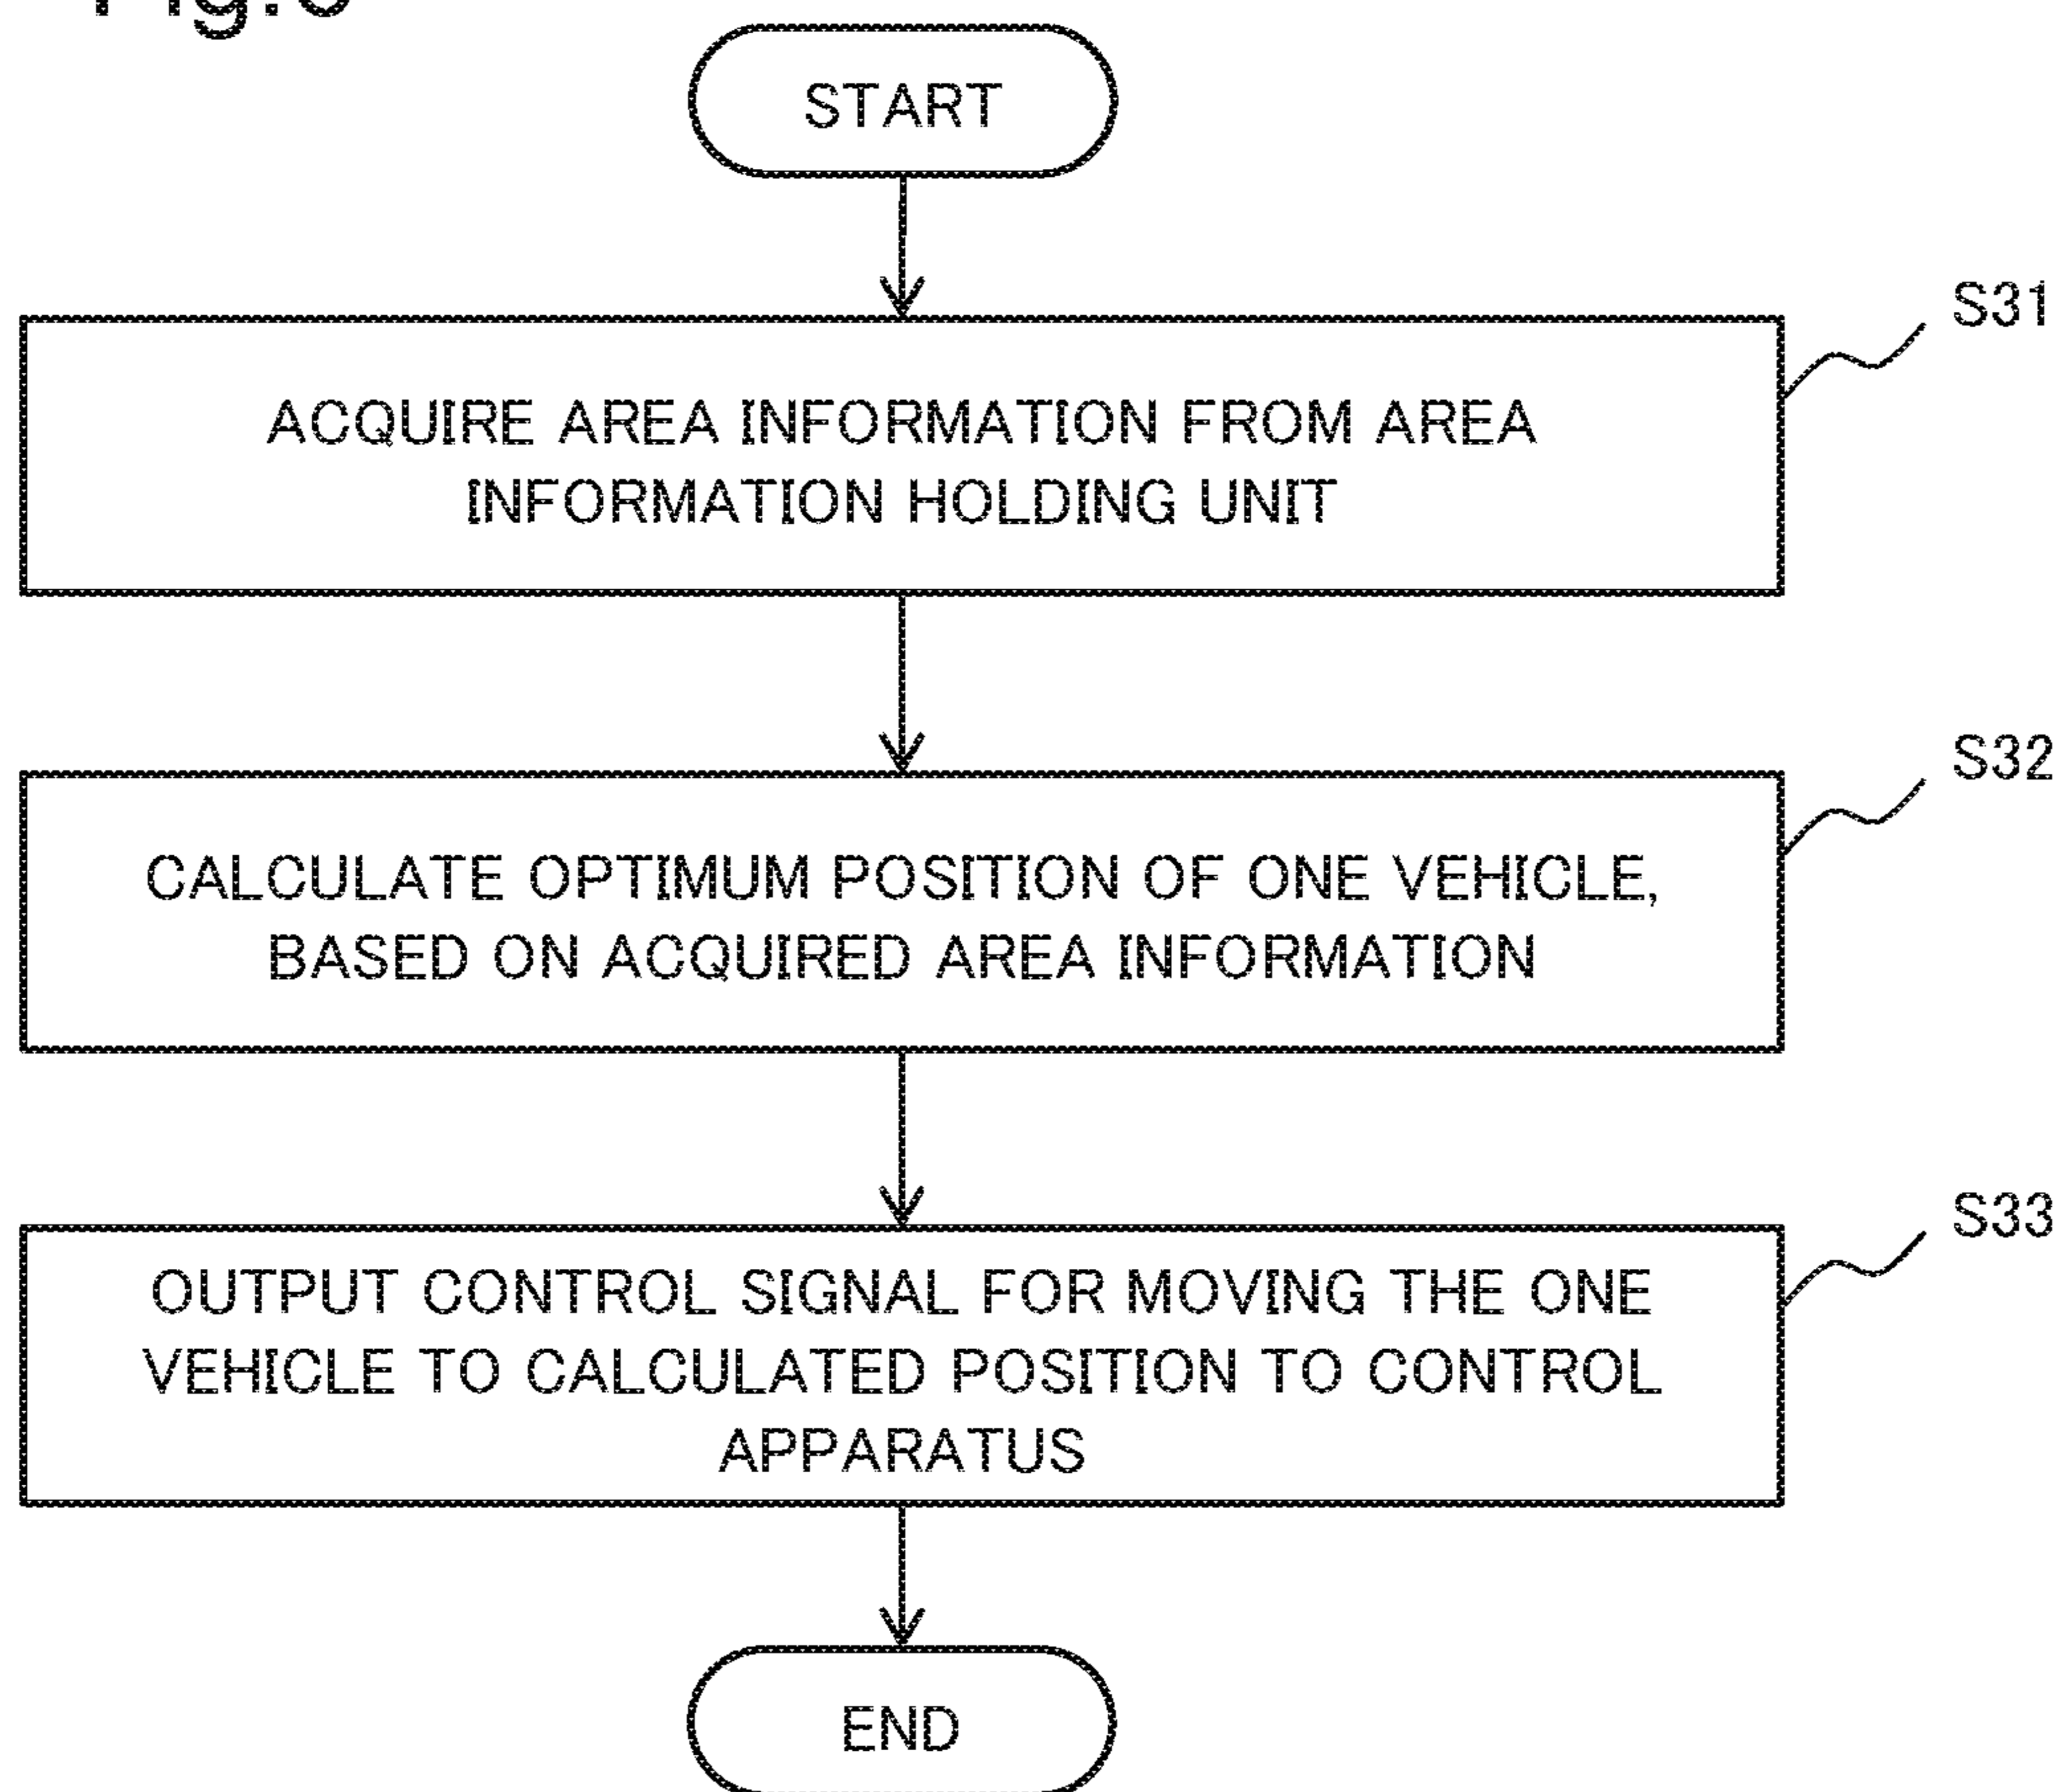 START
S31
ACQUIRE AREA INFORMATION FROM AREA
INFORMATION HOLDING UNIT
S32
CALCULATE OPTIMUM POSITION OF ONE VEHICLE,
BASED ON ACQUIRED AREA INFORMATION
S33
OUTPUT CONTROL SIGNAL FOR MOVING THE ONE
VEHICLE TO CALCULATED POSITION TO CONTROL
APPARATUS
END